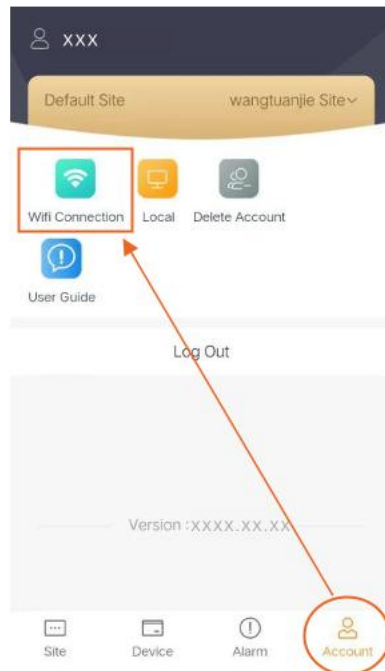 xxx
Default Site wangtuanjie Site
Wifi Connection Local Delete Account
User Guide
Log Out
Version :xxxx.xx.xx
Site Device Alarm Account